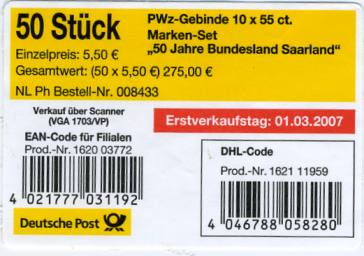 50 Stück
PWz-Gebinde 10 x 55 ct.
Marken-Set
„50 Jahre Bundesland Saarland“
Einzelpreis: 5,50 €
Gesamtwert: (50 x 5,50 €) 275,00 €
NL Ph Bestell-Nr. 008433
Verkauf über Scanner
(VGA 1703/VP)
EAN-Code für Filialen
Prod.-Nr. 1620 03772
4 021777 031192
Deutsche Post
Erstverkaufstag: 01.03.2007
DHL-Code
Prod.-Nr. 1621 11959
4 046788 058280